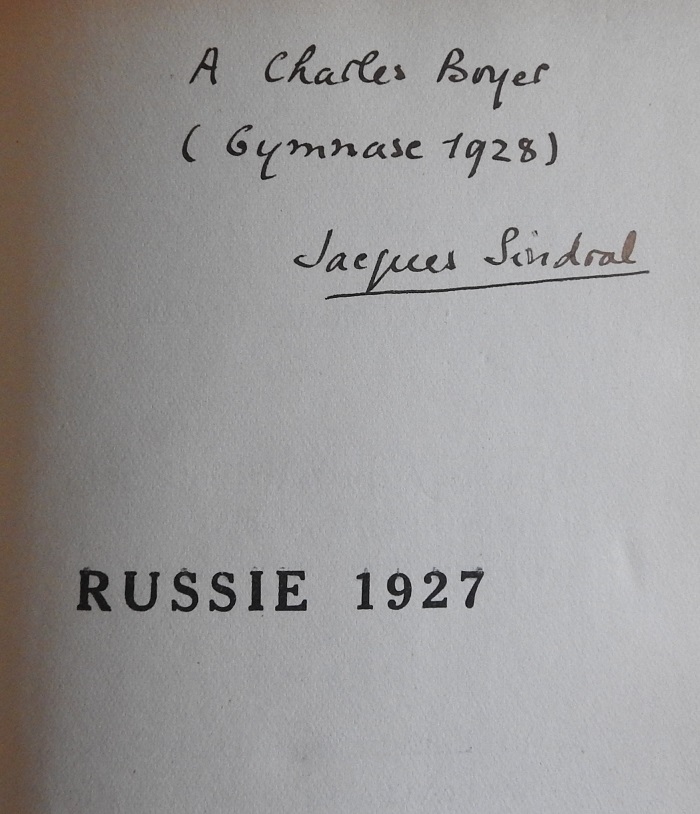 A Charles Boyer
( Gymnase 1928)
Jacques Sindral
RUSSIE 1927